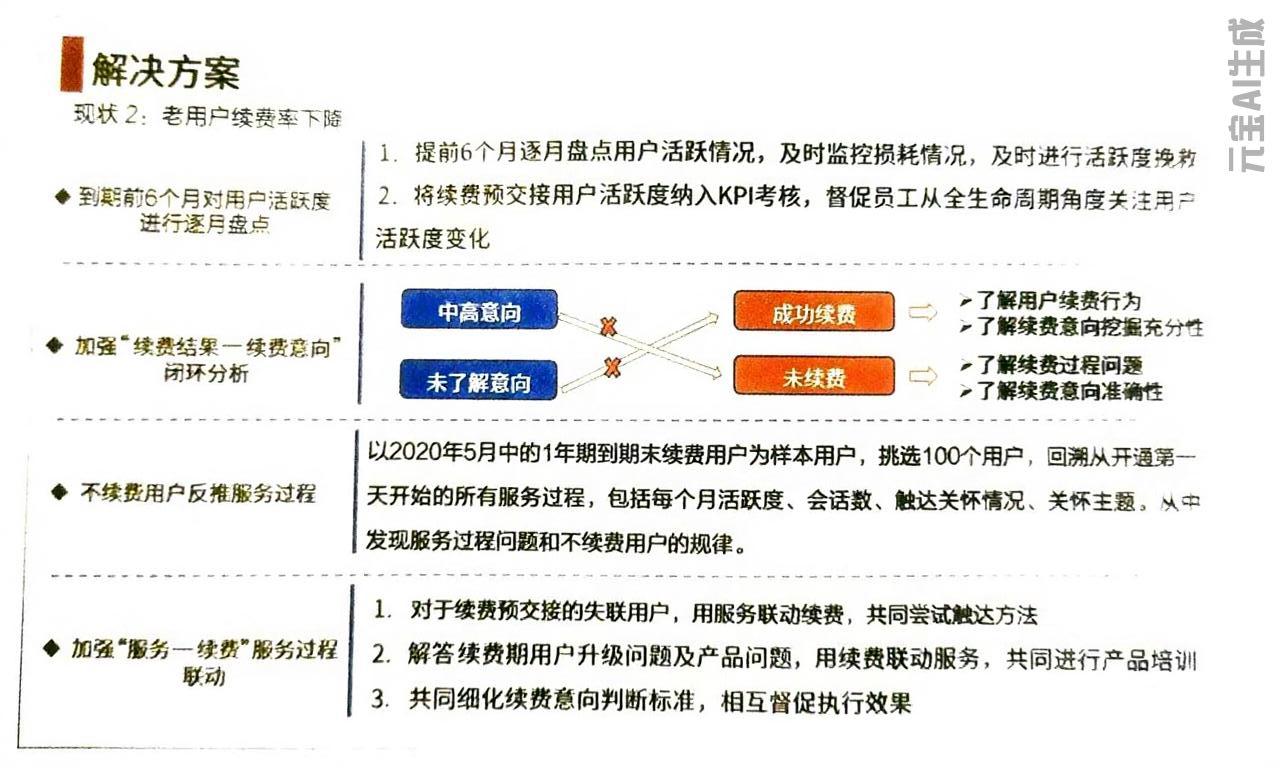 解决方案
现状 2：老用户续费率下降
◆ 到期前6个月对用户活跃度
进行逐月盘点
1. 提前6个月逐月盘点用户活跃情况，及时监控损耗情况，及时进行活跃度挽救
2. 将续费预交接用户活跃度纳入KPI考核，督促员工从全生命周期角度关注用户
活跃度变化
◆ 加强“续费结果—续费意向”
闭环分析
中高意向
未了解意向
成功续费
未续费
➢ 了解用户续费行为
➢ 了解续费意向挖掘充分性
➢ 了解续费过程问题
➢ 了解续费意向准确性
◆ 不续费用户反推服务过程
以2020年5月中的1年期到期末续费用户为样本用户，挑选100个用户，回溯从开通第一
天开始的所有服务过程，包括每个月活跃度、会话数、触达关怀情况、关怀主题。从中
发现服务过程问题和不续费用户的规律。
◆ 加强“服务—续费”服务过程
联动
1. 对于续费预交接的失联用户，用服务联动续费，共同尝试触达方法
2. 解答续费期用户升级问题及产品问题，用续费联动服务，共同进行产品培训
3. 共同细化续费意向判断标准，相互督促执行效果
元宝AI生成